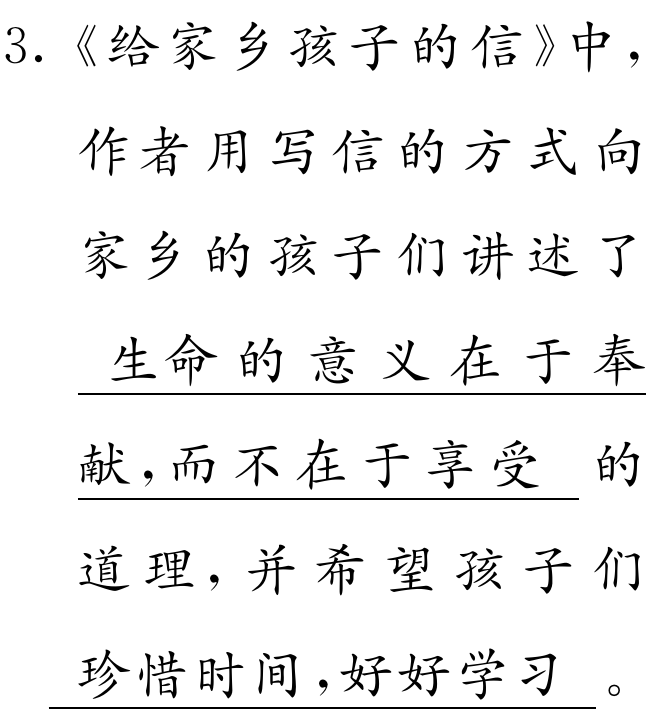 3.《给家乡孩子的信》中，
作者用写信的方式向
家乡的孩子们讲述了
生命的意义在于奉
献，而不在于享受 的
道理，并希望孩子们
珍惜时间，好好学习 。